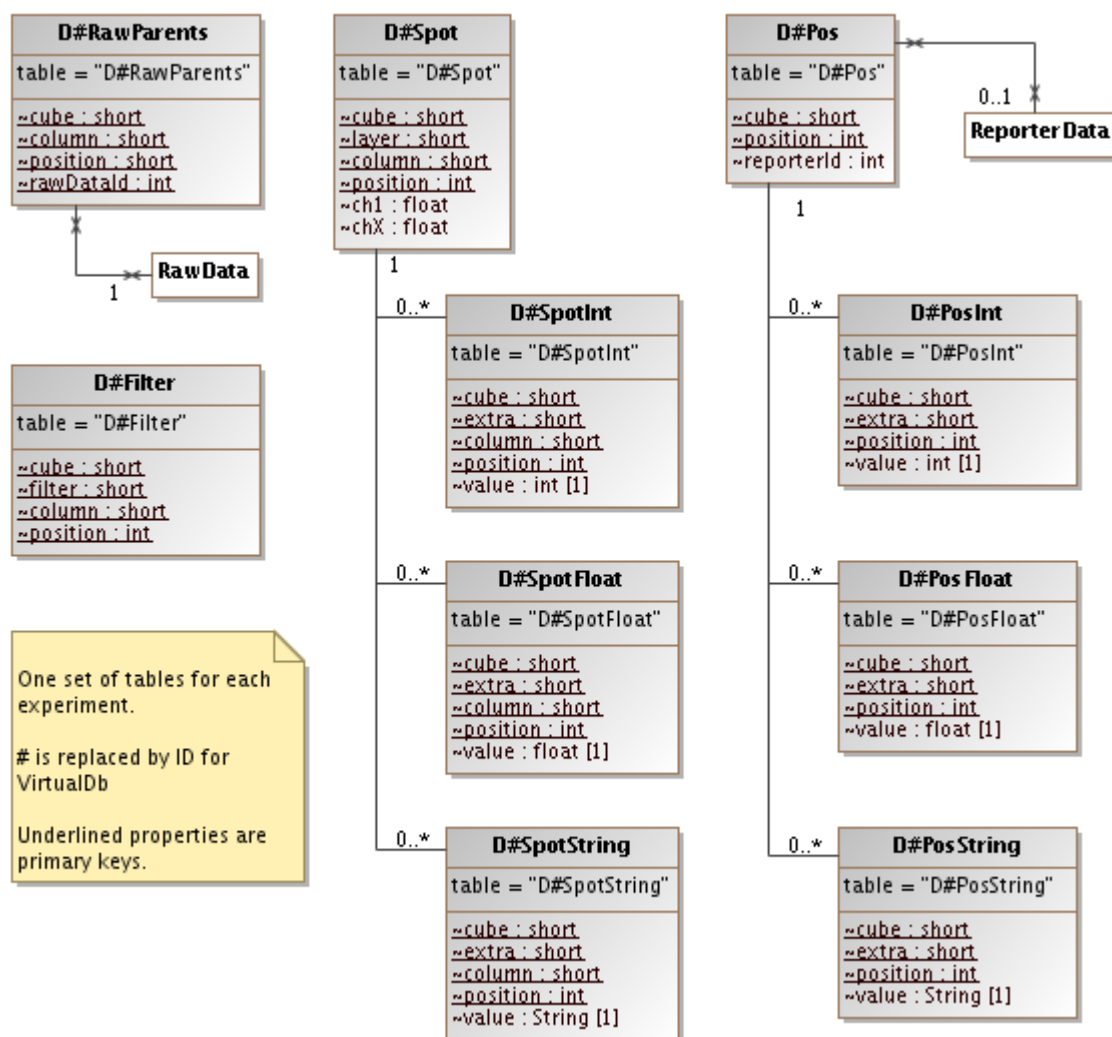 D#RawParents
table = "D#RawParents"
~cube : short
~column : short
~position : short
~rawDataId : int
1
RawData
D#Filter
table = "D#Filter"
~cube : short
~filter : short
~column : short
~position : int
One set of tables for each
experiment.
# is replaced by ID for
VirtualDb
Underlined properties are
primary keys.
D#Spot
table = "D#Spot"
~cube : short
~layer : short
~column : short
~position : int
~ch1 : float
~chX : float
1
0..*
D#SpotInt
table = "D#SpotInt"
~cube : short
~extra : short
~column : short
~position : int
~value : int [1]
0..*
D#SpotFloat
table = "D#SpotFloat"
~cube : short
~extra : short
~column : short
~position : int
~value : float [1]
0..*
D#SpotString
table = "D#SpotString"
~cube : short
~extra : short
~column : short
~position : int
~value : String [1]
D#Pos
table = "D#Pos"
~cube : short
~position : int
~reporterId : int
0..1
ReporterData
1
0..*
D#PosInt
table = "D#PosInt"
~cube : short
~extra : short
~position : int
~value : int [1]
0..*
D#PosFloat
table = "D#PosFloat"
~cube : short
~extra : short
~position : int
~value : float [1]
0..*
D#PosString
table = "D#PosString"
~cube : short
~extra : short
~position : int
~value : String [1]